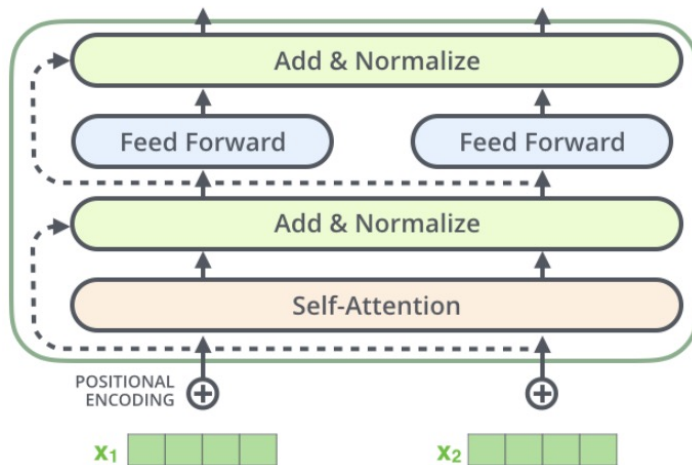 Add & Normalize
Feed Forward
Feed Forward
Add & Normalize
Self-Attention
POSITIONAL
ENCODING
x1
x2